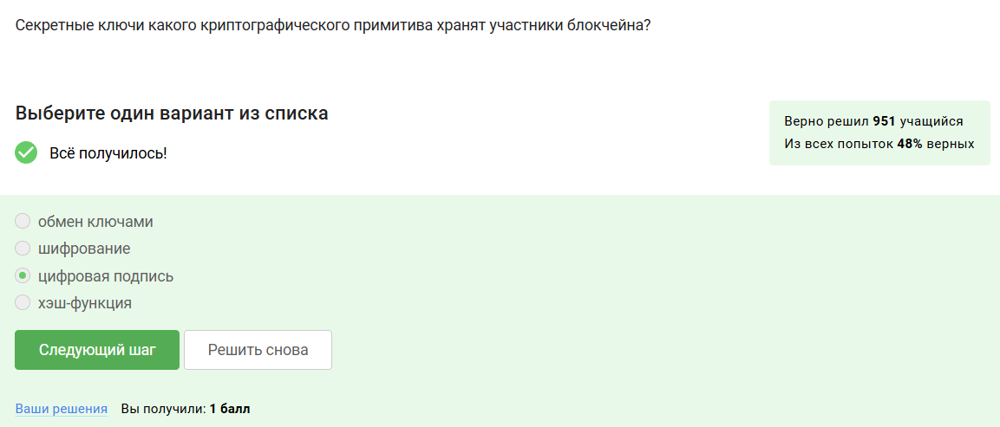 Секретные ключи какого криптографического примитива хранят участники блокчейна?
Выберите один вариант из списка
Всё получилось!
Верно решил 951 учащийся
Из всех попыток 48% верных
обмен ключами
шифрование
цифровая подпись
хэш-функция
Следующий шаг
Решить снова
Ваши решения Вы получили: 1 балл